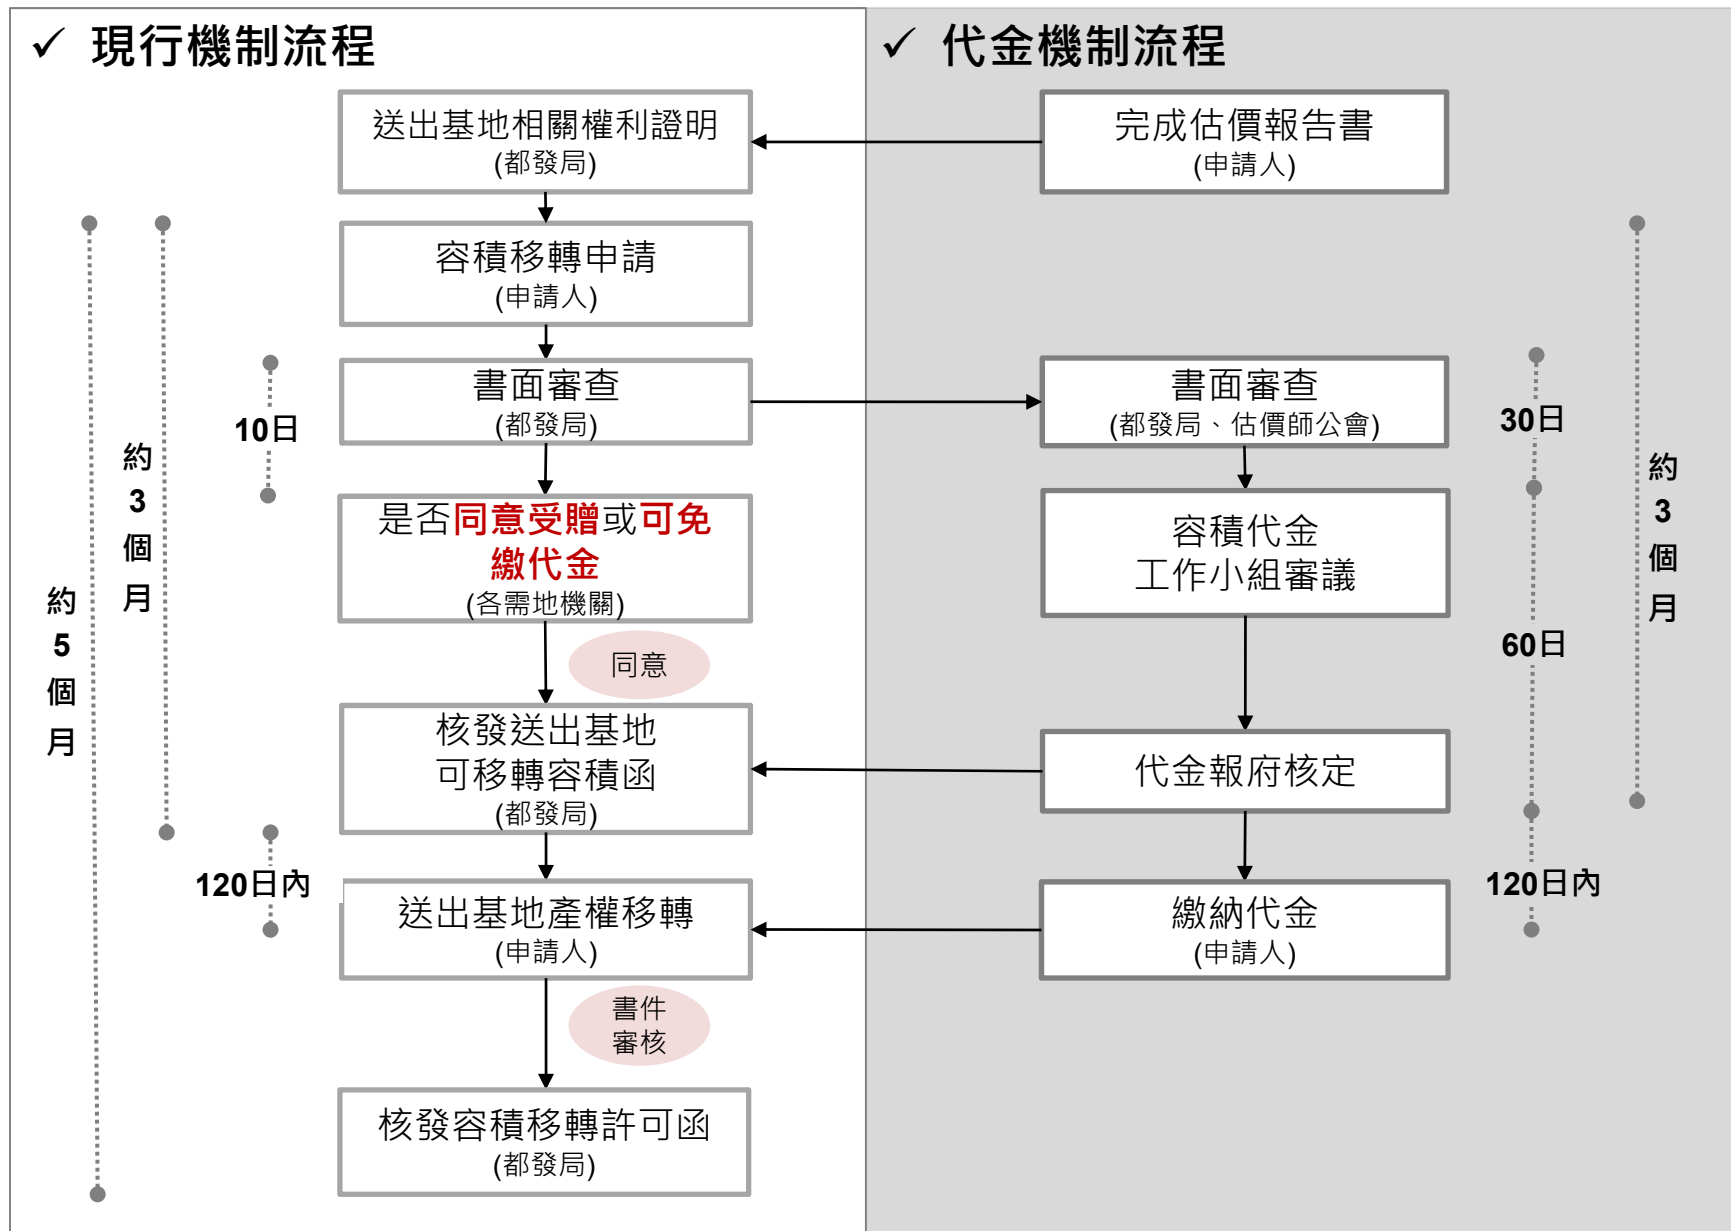 ✓ 現行機制流程
送出基地相關權利證明
(都發局)
容積移轉申請
(申請人)
書面審查
(都發局)
是否同意受贈或可免
繳代金
(各需地機關)
同意
核發送出基地
可移轉容積函
(都發局)
送出基地產權移轉
(申請人)
書件
審核
核發容積移轉許可函
(都發局)
10日
120日內
約
3
個
月
約
5
個
月
✓ 代金機制流程
完成估價報告書
(申請人)
書面審查
(都發局、估價師公會)
容積代金
工作小組審議
代金報府核定
繳納代金
(申請人)
30日
60日
120日內
約
3
個
月